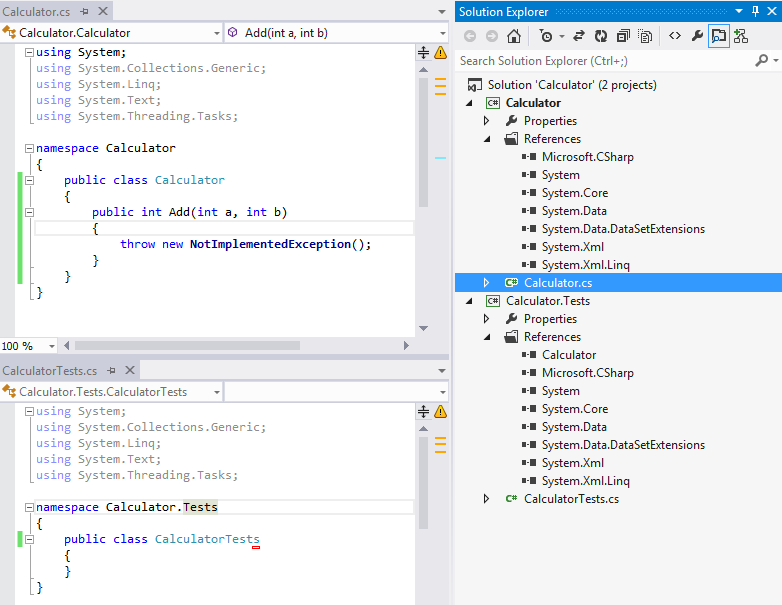 Calculator.cs
Calculator.Calculator
Add(int a, int b)
using System;
using System.Collections.Generic;
using System.Linq;
using System.Text;
using System.Threading.Tasks;
namespace Calculator
{
public class Calculator
{
public int Add(int a, int b)
{
throw new NotImplementedException();
}
}
}
100 %
CalculatorTests.cs
Calculator.Tests.CalculatorTests
using System;
using System.Collections.Generic;
using System.Linq;
using System.Text;
using System.Threading.Tasks;
namespace Calculator.Tests
{
public class CalculatorTests
{
}
}
Solution Explorer
Search Solution Explorer (Ctrl+;)
Solution 'Calculator' (2 projects)
C# Calculator
Properties
References
Microsoft.CSharp
System
System.Core
System.Data
System.Data.DataSetExtensions
System.Xml
System.Xml.Linq
C# Calculator.cs
C# Calculator.Tests
Properties
References
Calculator
Microsoft.CSharp
System
System.Core
System.Data
System.Data.DataSetExtensions
System.Xml
System.Xml.Linq
C# CalculatorTests.cs